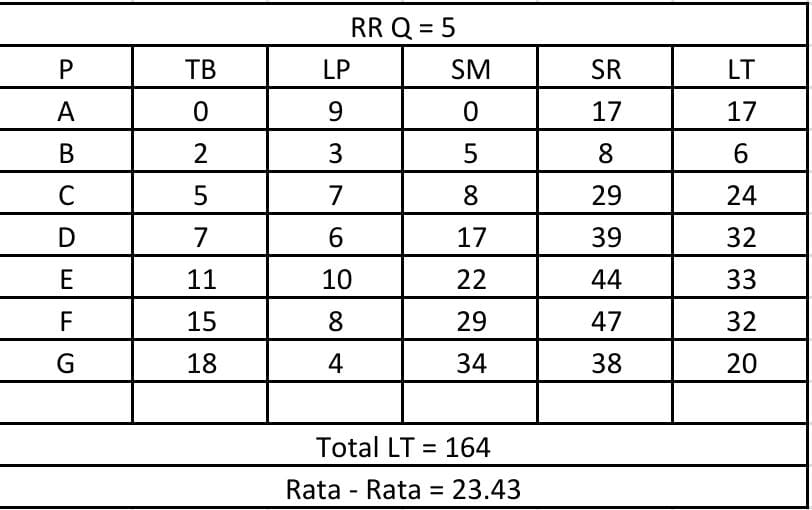 RR Q = 5
P TB LP SM SR LT
A 0 9 0 17 17
B 2 3 5 8 6
C 5 7 8 29 24
D 7 6 17 39 32
E 11 10 22 44 33
F 15 8 29 47 32
G 18 4 34 38 20
Total LT = 164
Rata - Rata = 23.43